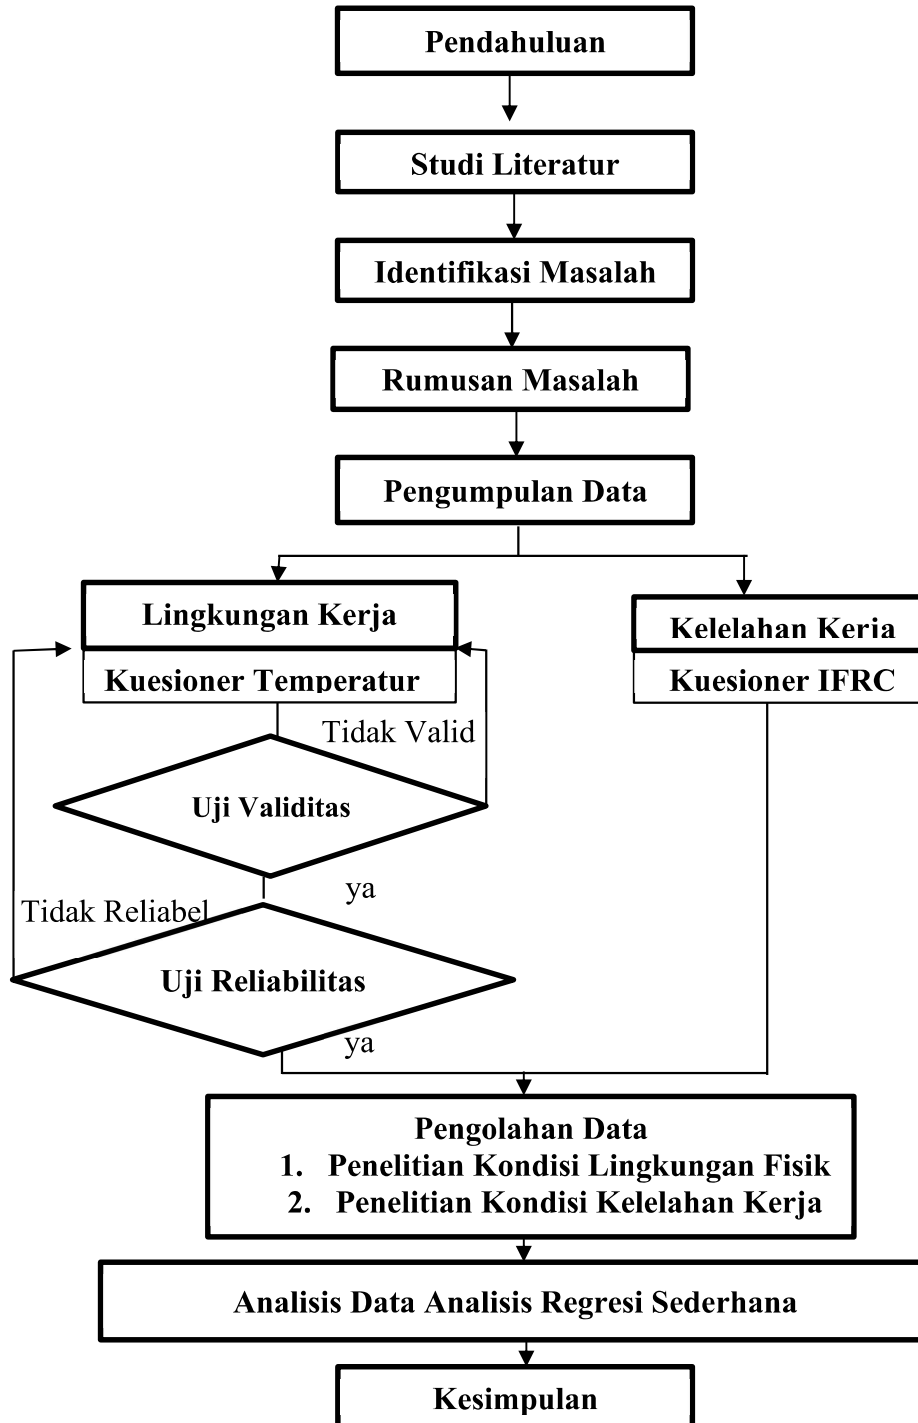 Pendahuluan
Studi Literatur
Identifikasi Masalah
Rumusan Masalah
Pengumpulan Data
Lingkungan Kerja
Kuesioner Temperatur
Kelelahan Kerja
Kuesioner IFRC
Tidak Valid
Uji Validitas
ya
Tidak Reliabel
Uji Reliabilitas
ya
Pengolahan Data
1. Penelitian Kondisi Lingkungan Fisik
2. Penelitian Kondisi Kelelahan Kerja
Analisis Data Analisis Regresi Sederhana
Kesimpulan